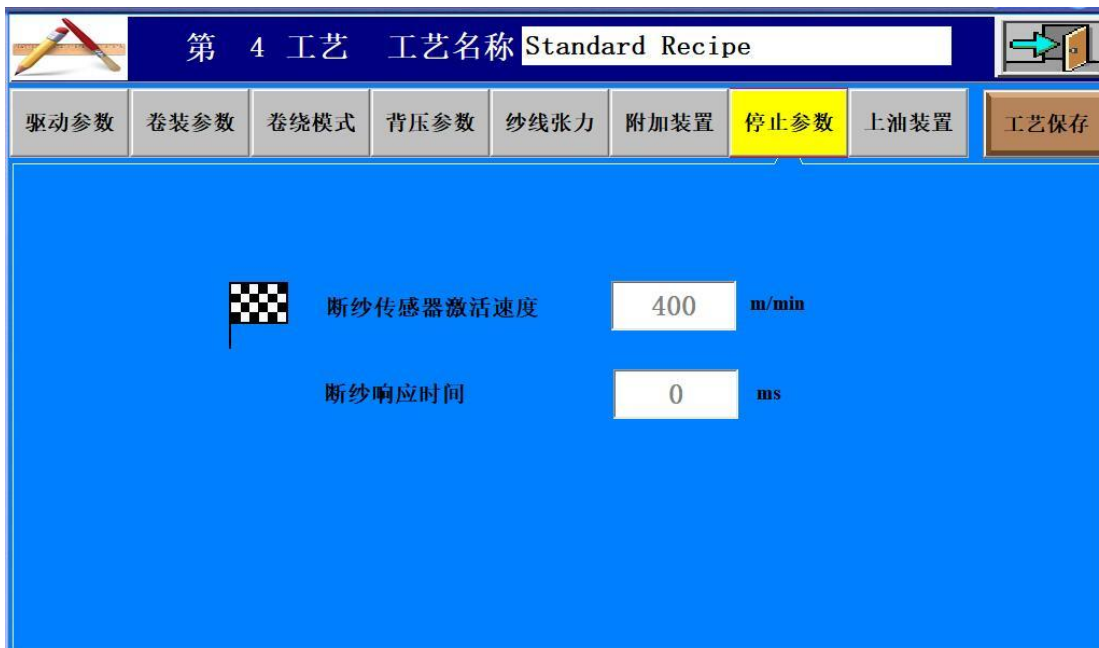 第 4 工艺 工艺名称 Standard Recipe
驱动参数 卷装参数 卷绕模式 背压参数 纱线张力 附加装置 停止参数 上油装置 工艺保存
断纱传感器激活速度 400 m/min
断纱响应时间 0 ms